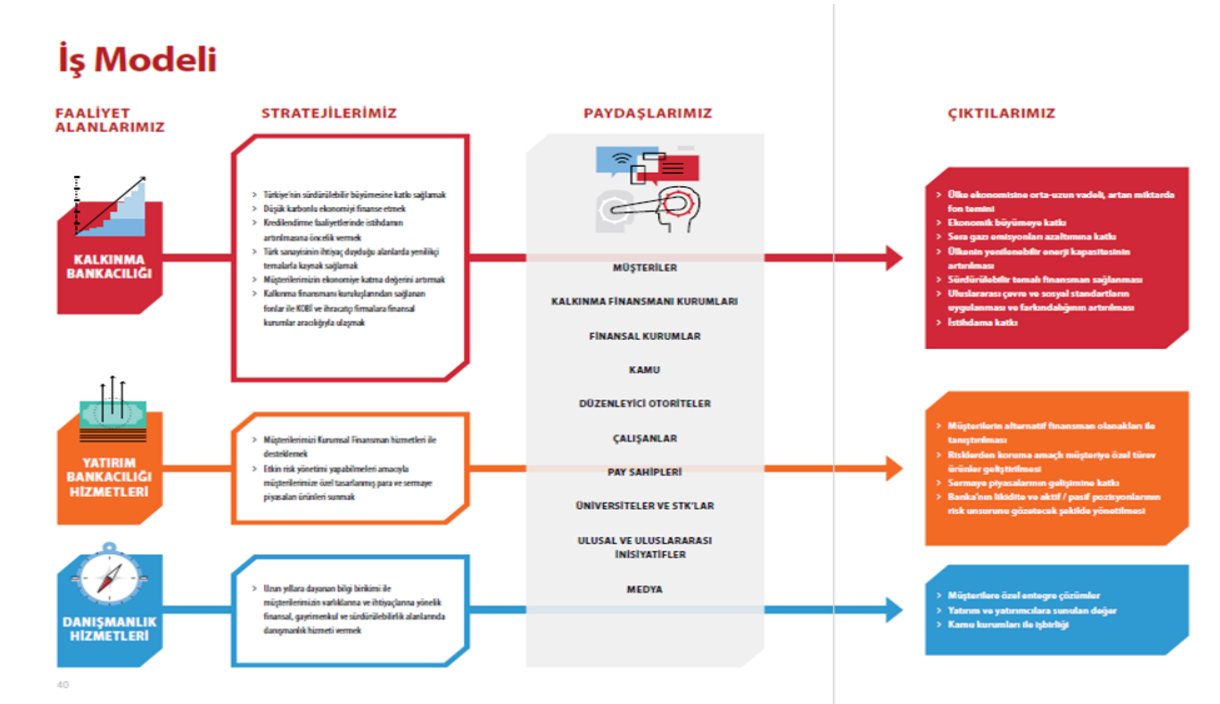 İş Modeli
FAALİYET
ALANLARIMIZ
STRATEJİLERİMİZ
PAYDAŞLARIMIZ
ÇIKTILARIMIZ
KALKINMA
BANKACILIĞI
> Türkiye'nin sürdürülebilir büyümesine katkı sağlamak
> Düşük karbonlu ekonomiyi finanse etmek
> Kredilendirme faaliyetlerinde istihdamın
artırılmasına öncelik vermek
> Türk sanayisinin ihtiyaç duyduğu alanlarda yenilikçi
temalarla kaynak sağlamak
> Müşterilerimizin ekonomiye katma değerini artırmak
> Kalkınma finansmanı kuruluşlarından sağlanan
fonlar ile KOBİ ve ihracatçı firmalara finansal
kurumlar aracılığıyla ulaşmak
YATIRIM
BANKACILIĞI
HİZMETLERİ
> Müşterilerimizi Kurumsal Finansman hizmetleri ile
desteklemek
> Etkin risk yönetimi yapabilmeleri amacıyla
müşterilerimize özel tasarlanmış para ve sermaye
piyasaları ürünleri sunmak
DANIŞMANLIK
HİZMETLERİ
> Uzun yıllara dayanan bilgi birikimi ile
müşterilerimizin varlıklarına ve ihtiyaçlarına yönelik
finansal, gayrimenkul ve sürdürülebilirlik alanlarında
danışmanlık hizmeti vermek
MÜŞTERİLER
KALKINMA FİNANSMANI KURUMLARI
FİNANSAL KURUMLAR
KAMU
DÜZENLEYİCİ OTORİTELER
ÇALIŞANLAR
PAY SAHİPLERİ
ÜNİVERSİTELER VE STK'LAR
ULUSAL VE ULUSLARARASI
İNİSİYATİFLER
MEDYA
> Ülke ekonomisine orta-uzun vadeli, artan miktarda
fon temini
> Ekonomik büyümeye katkı
> Sera gazı emisyonları azaltımına katkı
> Ülkenin yenilenebilir enerji kapasitesinin
artırılması
> Sürdürülebilir temalı finansman sağlanması
> Uluslararası çevre ve sosyal standartların
uygulanması ve farkındalığının artırılması
> İstihdama katkı
> Müşterilerin alternatif finansman olanakları ile
tanıştırılması
> Risklerden koruma amaçlı müşteriye özel türev
ürünler geliştirilmesi
> Sermaye piyasalarının gelişimine katkı
> Banka'nın likidite ve aktif / pasif pozisyonlarının
risk unsurunu gözetecek şekilde yönetilmesi
> Müşterilere özel entegre çözümler
> Yatırım ve yatırımcılara sunulan değer
> Kamu kurumları ile işbirliği
40